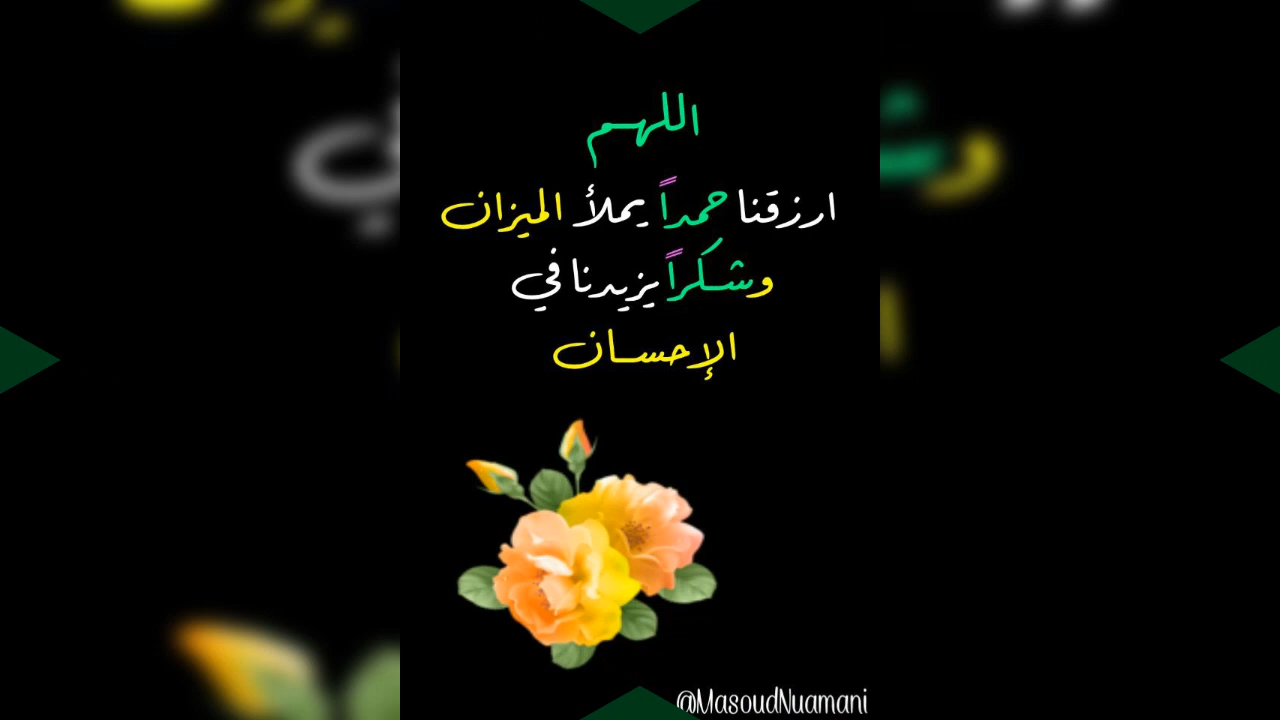 اللهم
ارزقنا حمداً يملأ الميزان
وشكراً يزيدنا في
الإحسان
@MasoudNuamani